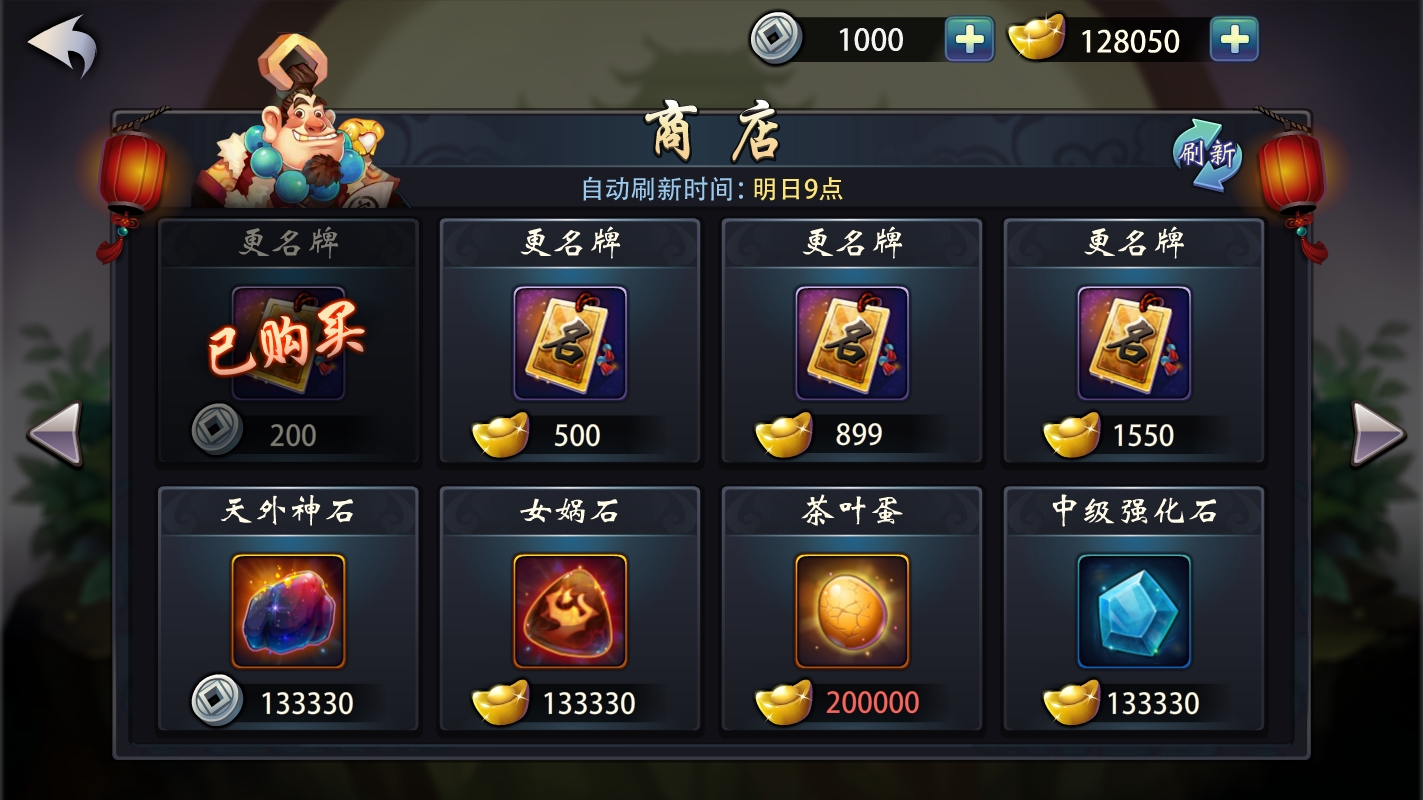 1000 128050
商店
刷新
自动刷新时间：明日9点
更名牌 更名牌 更名牌 更名牌
已购买
名 名 名
200 500 899 1550
天外神石 女娲石 茶叶蛋 中级强化石
133330 133330 200000 133330